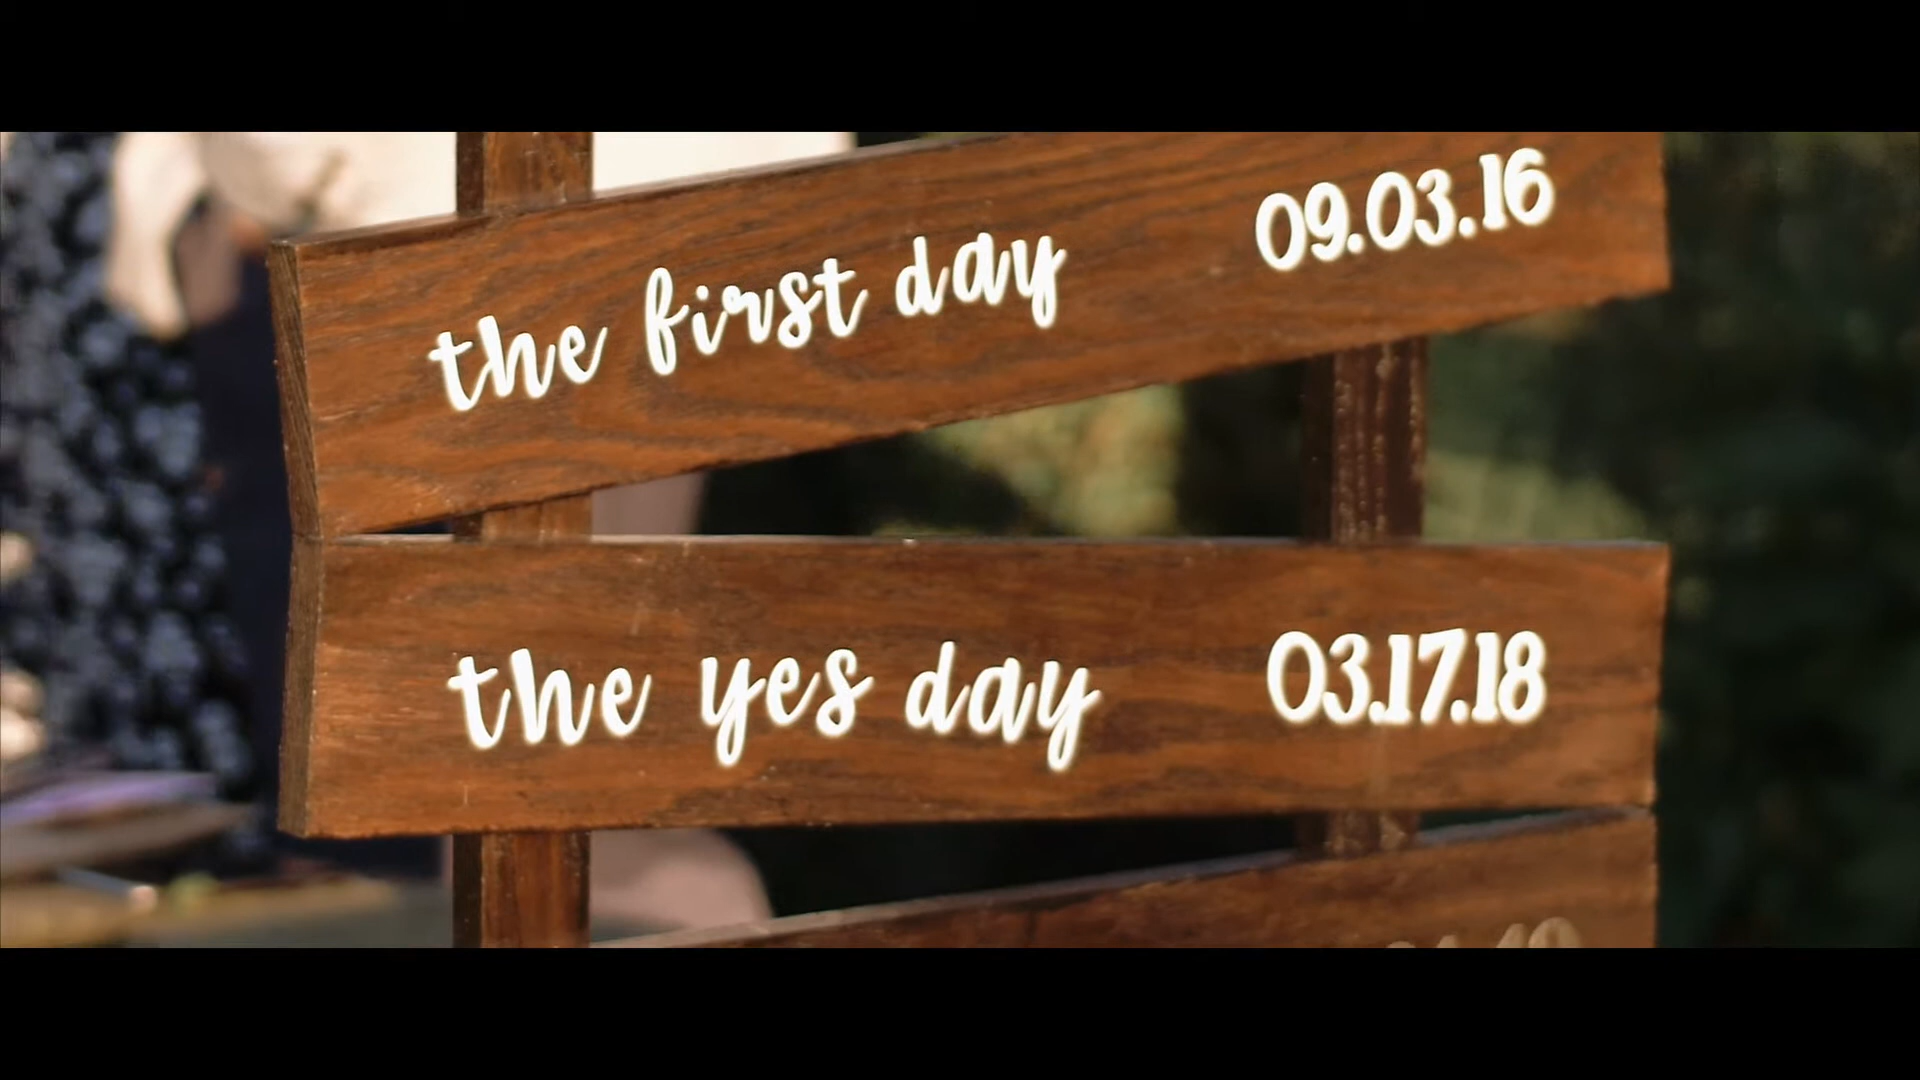 the first day 09.03.16
the yes day 03.17.18